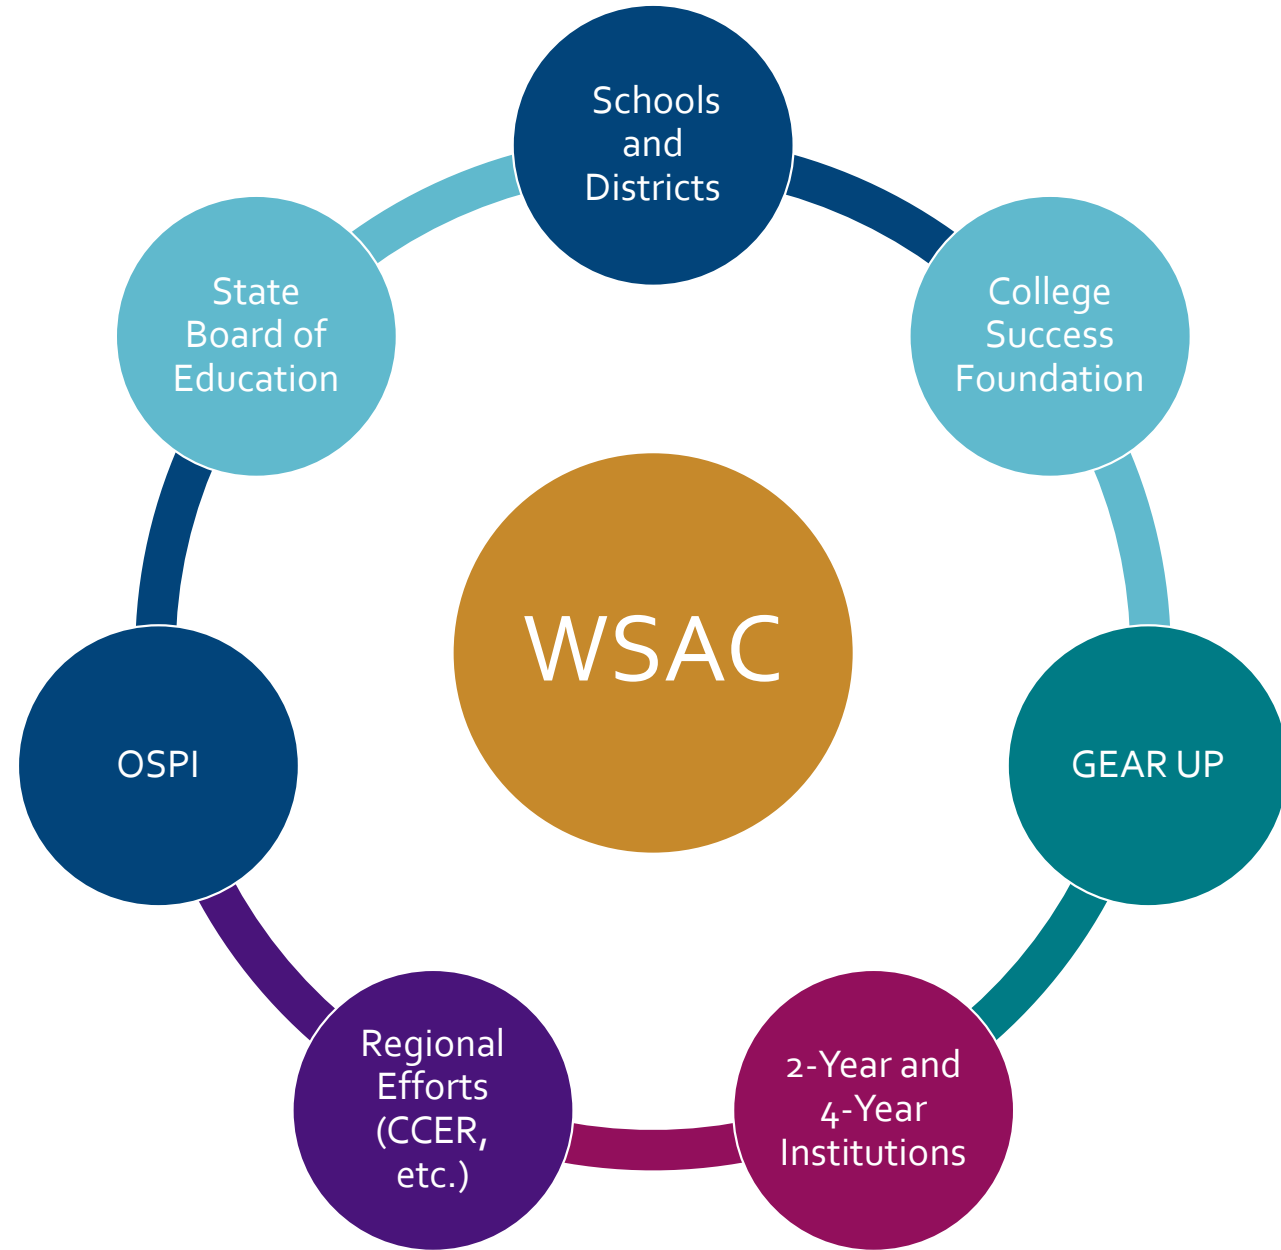 Schools
and
Districts
College
Success
Foundation
GEAR UP
2-Year and
4-Year
Institutions
Regional
Efforts
(CCER,
etc.)
OSPI
State
Board of
Education
WSAC